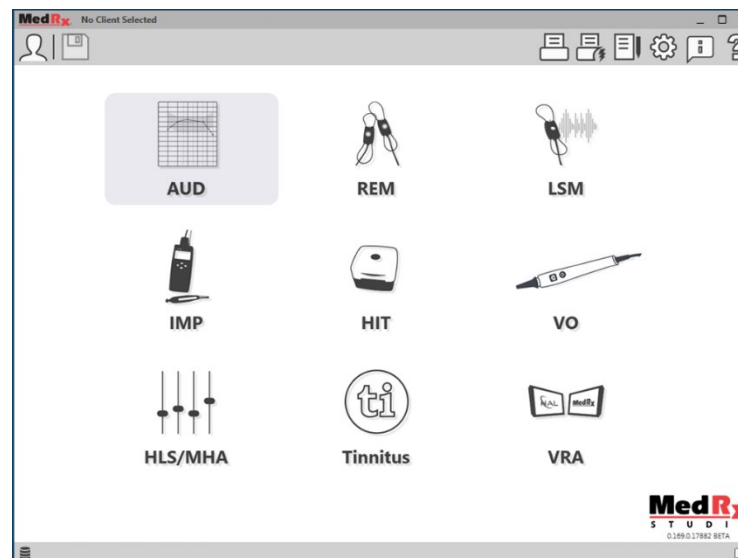 MedRx No Client Selected
AUD REM LSM
IMP HIT VO
HLS/MHA ti Tinnitus NAL MedRx VRA
MedRx
STUDI
0.169.0.17882 BETA